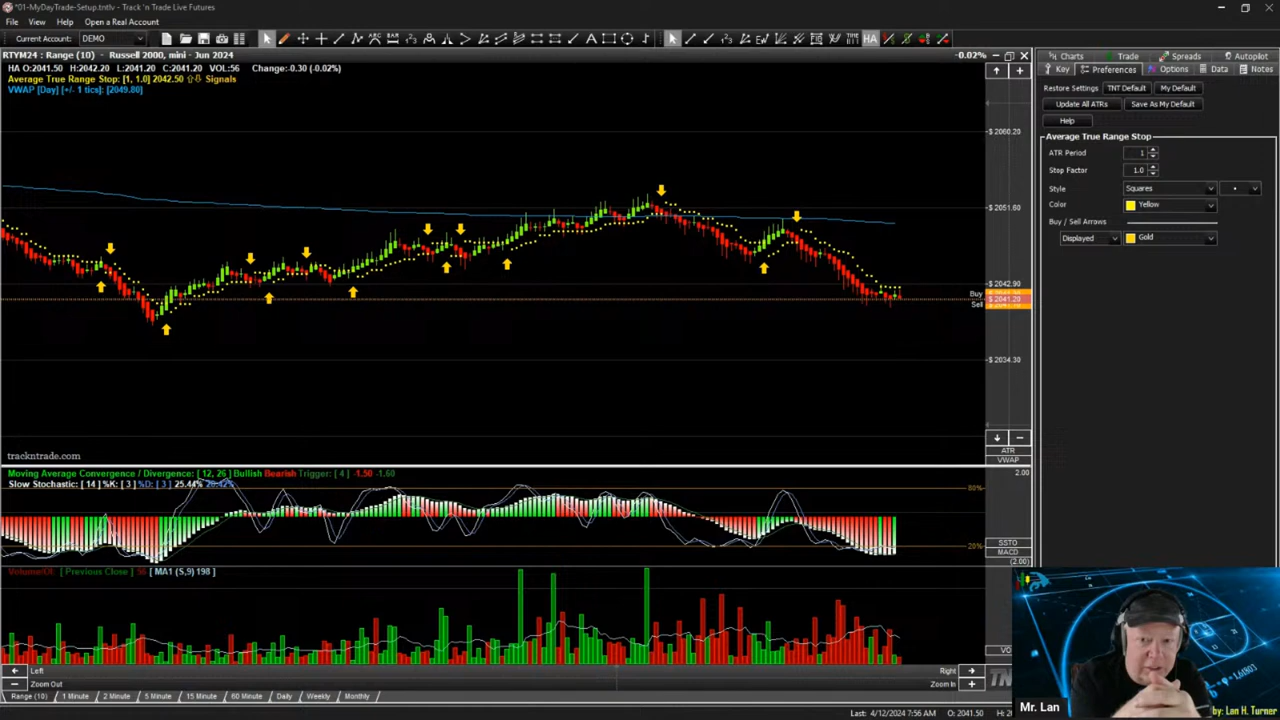 *01-MyDayTrade-Setup.tntlv - Track 'n Trade Live Futures
File View Help Open a Real Account
Current Account: DEMO
RTYM24 : Range (10) - Russell 2000, mini - Jun 2024
-0.02%
HA O:2041.50 H:2042.20 L:2041.20 C:2041.20 VOL:56 Change:-0.30 (-0.02%)
Average True Range Stop: [1, 1.0] 2042.50 ⇧⇩ Signals
VWAP [Day] [+/- 1 tics]: [2049.80]
$ 2060.20
$ 2051.60
$ 2042.90
Buy
$ 2041.20
Sell
$ 2034.30
trackntrade.com
ATR
VWAP
Moving Average Convergence / Divergence: [ 12, 26 ] Bullish Bearish Trigger: [ 4 ] -1.50 -1.60
2.00
Slow Stochastic: [ 14 ] %K: [ 3 ] %D: [ 3 ] 25.44%
80%
20%
SSTO
MACD
(2.00)
Volume/OI: [ Previous Close ] 56 [ MA1 (S,9) 198 ]
VO
Left
Right
Zoom Out
Zoom In
TN
Range (10) 1 Minute 2 Minute 5 Minute 15 Minute 60 Minute Daily Weekly Monthly
Last: 4/12/2024 7:56 AM O: 2041.50
Charts Trade Spreads Autopilot
Key Preferences Options Data Notes
Restore Settings TNT Default My Default
Update All ATRs Save As My Default
Help
Average True Range Stop
ATR Period 1
Stop Factor 1.0
Style Squares
Color Yellow
Buy / Sell Arrows
Displayed Gold
Mr. Lan
by: Lan H. Turner